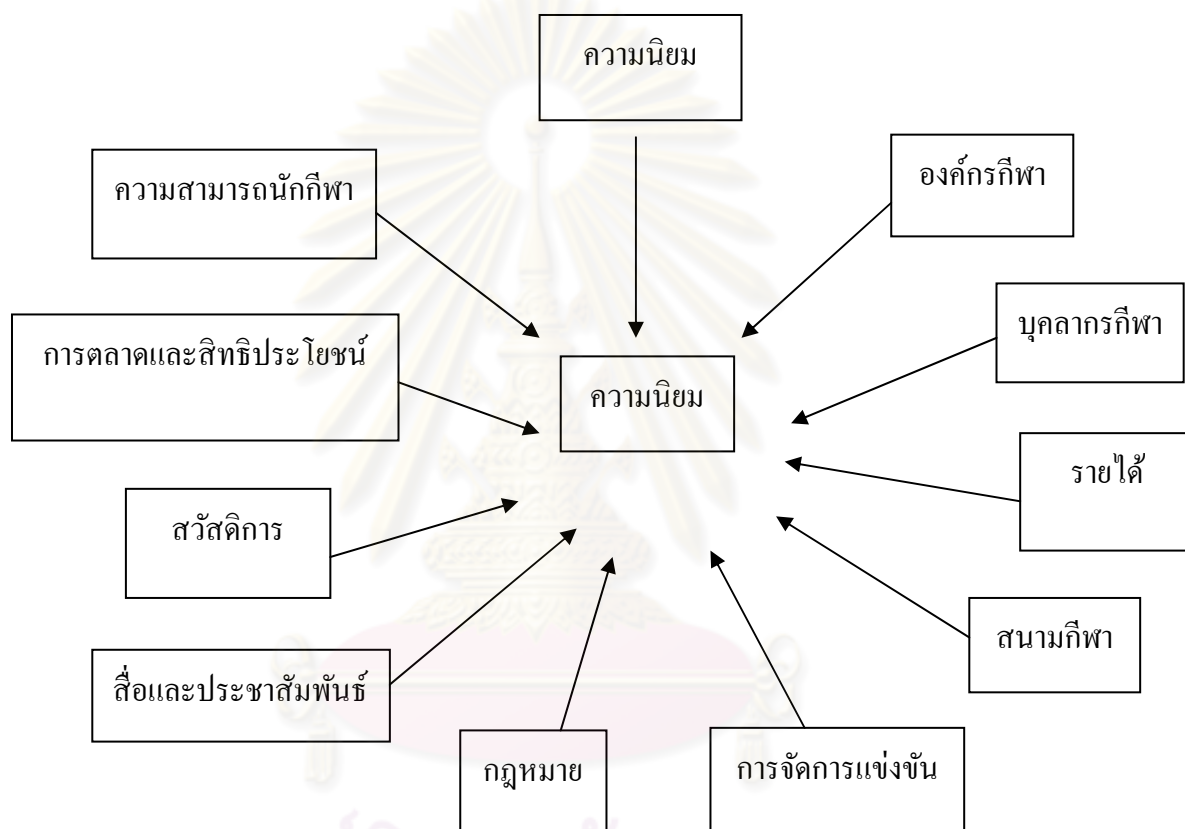 ความนิยม
องค์กรกีฬา
ความสามารถนักกีฬา
บุคลากรกีฬา
การตลาดและสิทธิประโยชน์
ความนิยม
รายได้
สวัสดิการ
สนามกีฬา
สื่อและประชาสัมพันธ์
กฎหมาย
การจัดการแข่งขัน